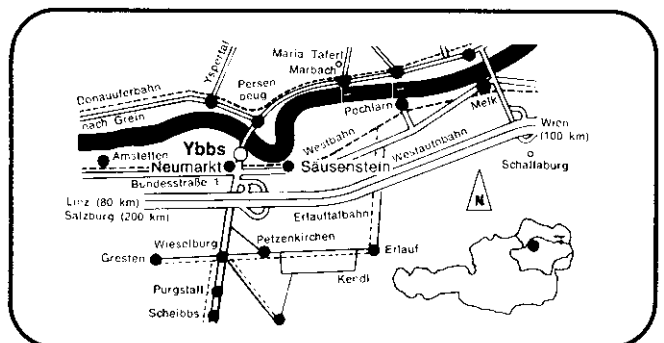 Maria Taferl
Marbach
Yspertal
Persen
beug
Donauuferbahn
nach Grein
Pöchlarn
Melk
Westbahn
Westautobahn
Wien
(100 km)
Ybbs
Amstetten
Neumarkt
Säusenstein
Schallaburg
Bundesstraße 1
Linz (80 km)
Salzburg (200 km)
Erlauftalbahn
N
Wieselburg
Petzenkirchen
Gresten
Erlauf
Kendl
Purgstall
Scheibbs